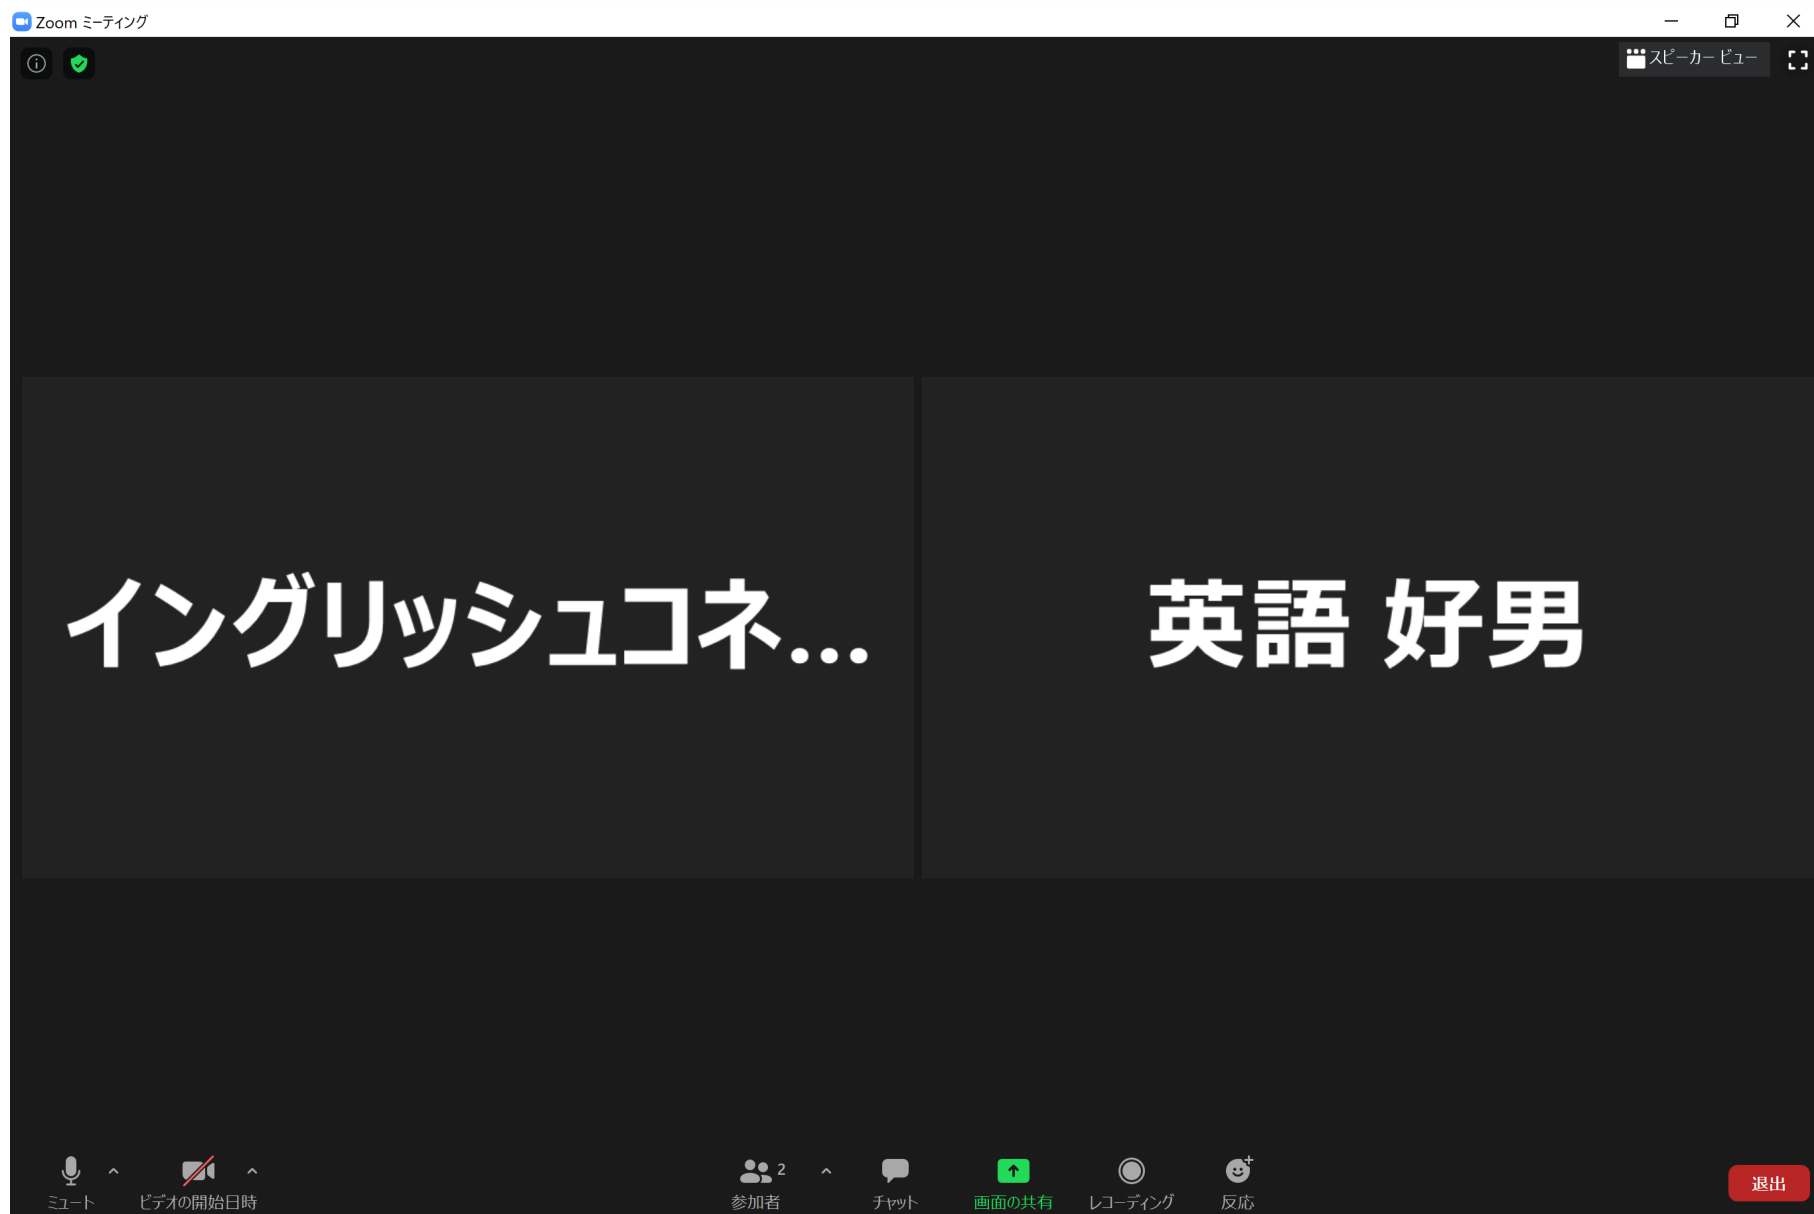 Zoom ミーティング
スピーカー ビュー
イングリッシュコネ...
英語 好男
2
ミュート
ビデオの開始日時
参加者
チャット
画面の共有
レコーディング
反応
退出